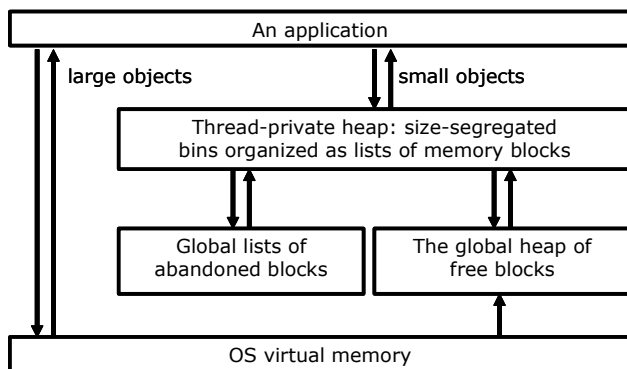 An application
large objects
small objects
Thread-private heap: size-segregated
bins organized as lists of memory blocks
Global lists of
abandoned blocks
The global heap of
free blocks
OS virtual memory